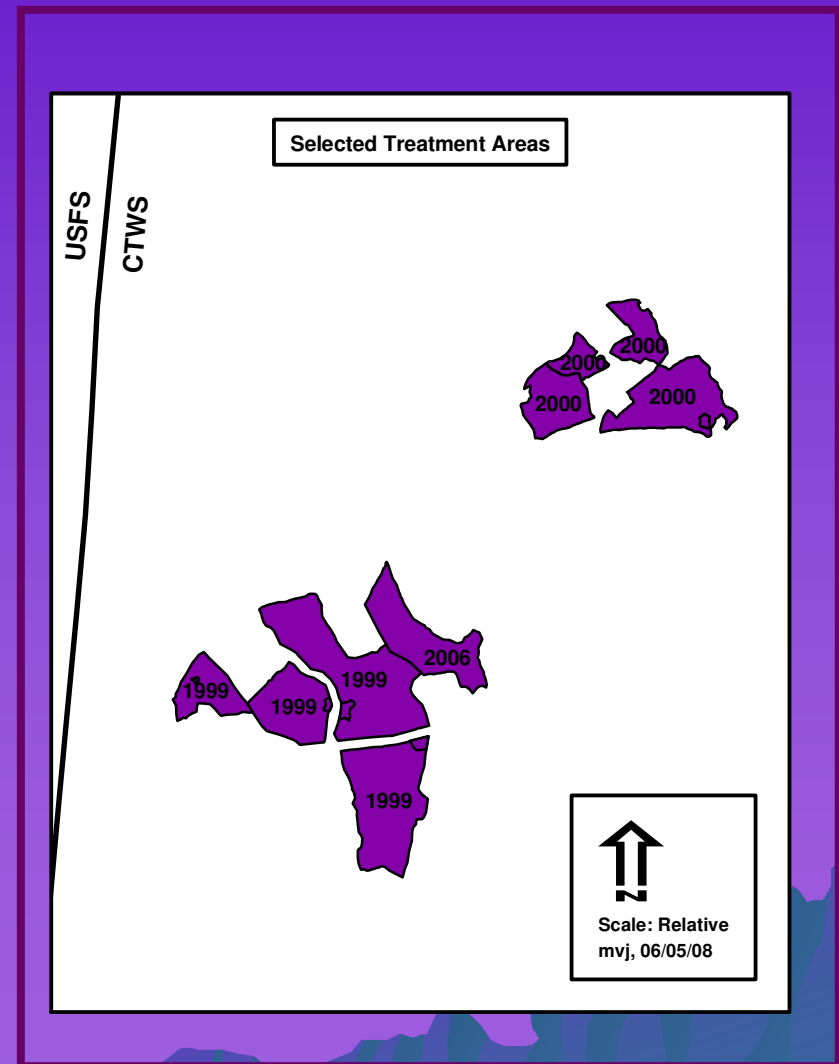 Selected Treatment Areas
USFS
CTWS
2000
2000
2000
2000
2006
1999
1999
1999
1999
N
Scale: Relative
mvj, 06/05/08